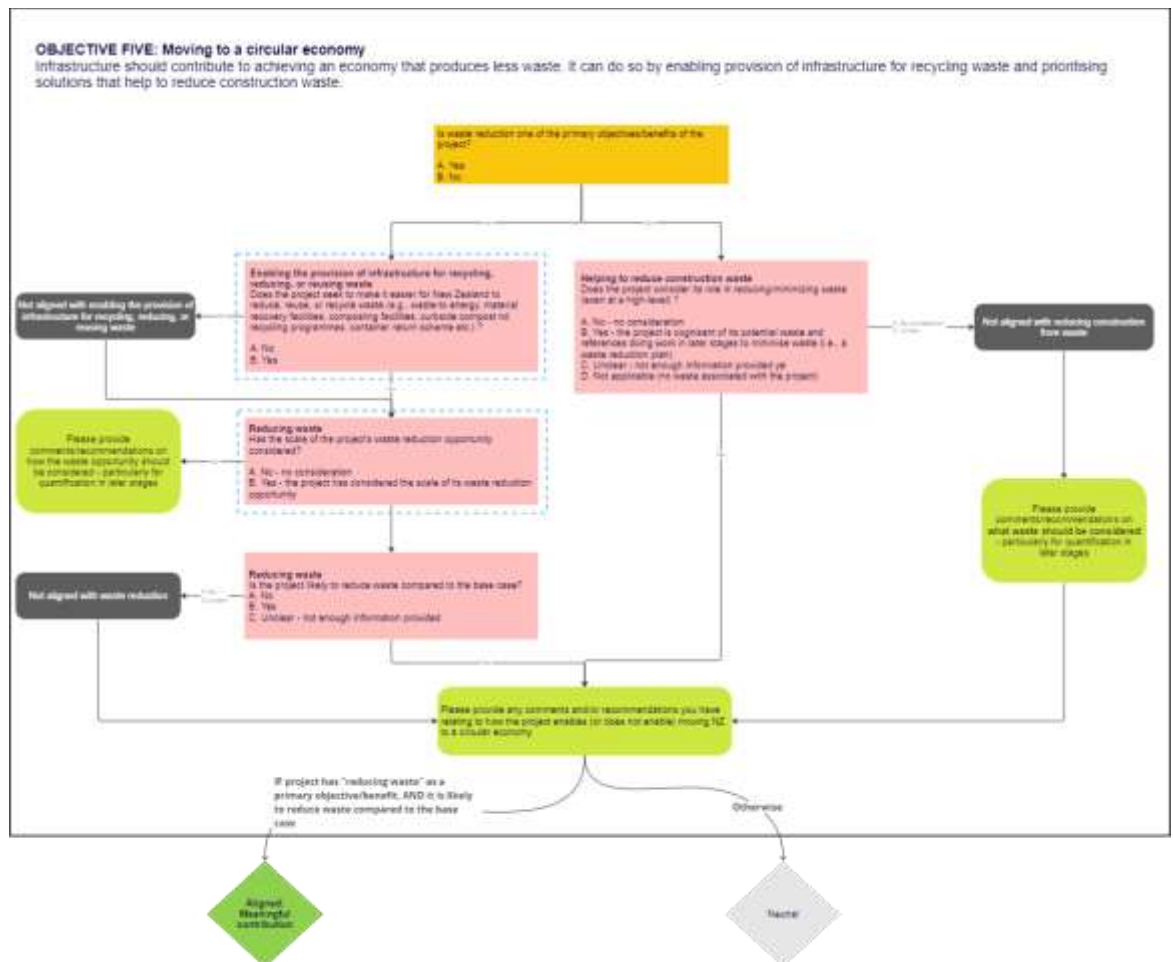 OBJECTIVE FIVE: Moving to a circular economy
Infrastructure should contribute to achieving an economy that produces less waste. It can do so by enabling provision of infrastructure for recycling waste and prioritising
solutions that help to reduce construction waste.
Is waste reduction one of the primary objectives/benefits of the
project?
A. Yes
B. No
Enabling the provision of infrastructure for recycling,
reducing, or reusing waste
Does the project seek to make it easier for New Zealand to
reduce, reuse, or recycle waste (e.g., waste to energy, material
recovery facilities, composting facilities, curbside compost
recycling programmes, container return scheme etc.) ?
A. No
B. Yes
Not aligned with enabling the provision of
infrastructure for recycling, reducing, or
reusing waste
Helping to reduce construction waste
Does the project consider its role in reducing/minimizing waste
(even at a high-level) ?
A. No - no consideration
B. Yes - the project is cognizant of its potential waste and
references doing work in later stages to minimise waste (i.e., a
waste reduction plan)
C. Unclear - not enough information provided ye
D. Not applicable (no waste associated with the project)
Not aligned with reducing construction
from waste
Reducing waste
Has the scale of the project's waste reduction opportunity
considered?
A. No - no consideration
B. Yes - the project has considered the scale of its waste reduction
opportunity
Please provide
comments/recommendations on
how the waste opportunity should
be considered - particularly for
quantification in later stages
Please provide
comments/recommendations on
what waste should be considered
- particularly for quantification in
later stages
Reducing waste
Is the project likely to reduce waste compared to the base case?
A. No
B. Yes
C. Unclear - not enough information provided
Not aligned with waste reduction
Please provide any comments and/or recommendations you have
relating to how the project enables (or does not enable) moving NZ
is a circular economy
If project has "reducing waste" as a
primary objective/benefit, AND it is likely
to reduce waste compared to the base
case
Otherwise
Aligned:
Meaningful
contribution
Neutral